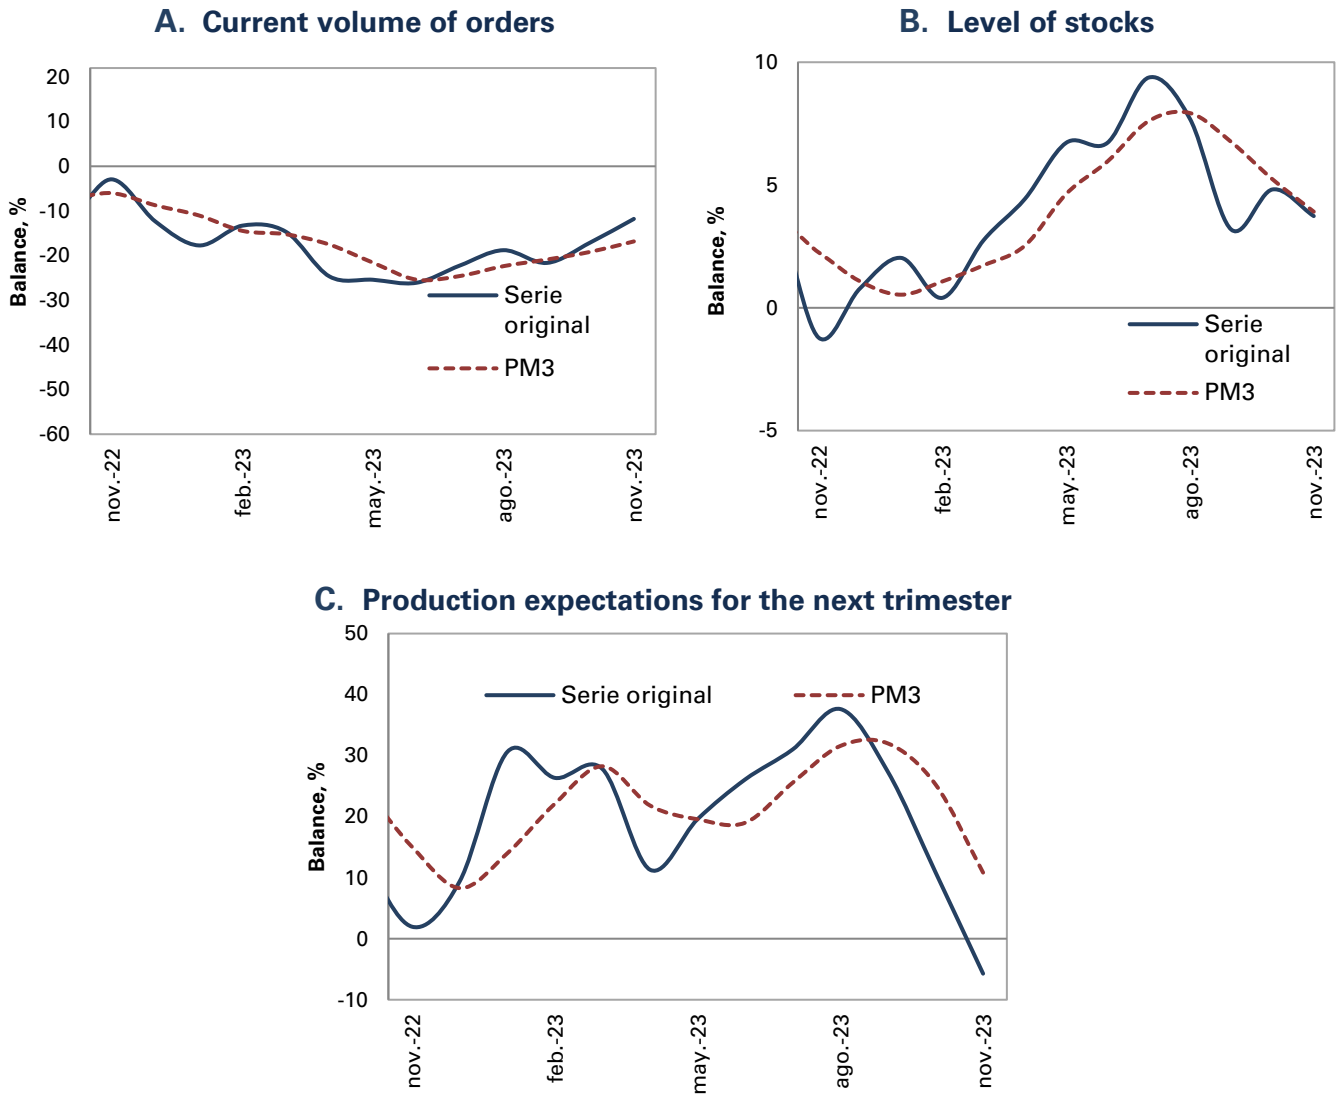 A. Current volume of orders
20
10
0
-10
-20
-30
-40
-50
-60
Balance, %
Serie
original
PM3
nov.-22
feb.-23
may.-23
ago.-23
nov.-23
B. Level of stocks
10
5
0
-5
Balance, %
Serie
original
PM3
nov.-22
feb.-23
may.-23
ago.-23
nov.-23
C. Production expectations for the next trimester
50
40
30
20
10
0
-10
Balance, %
Serie original
PM3
nov.-22
feb.-23
may.-23
ago.-23
nov.-23